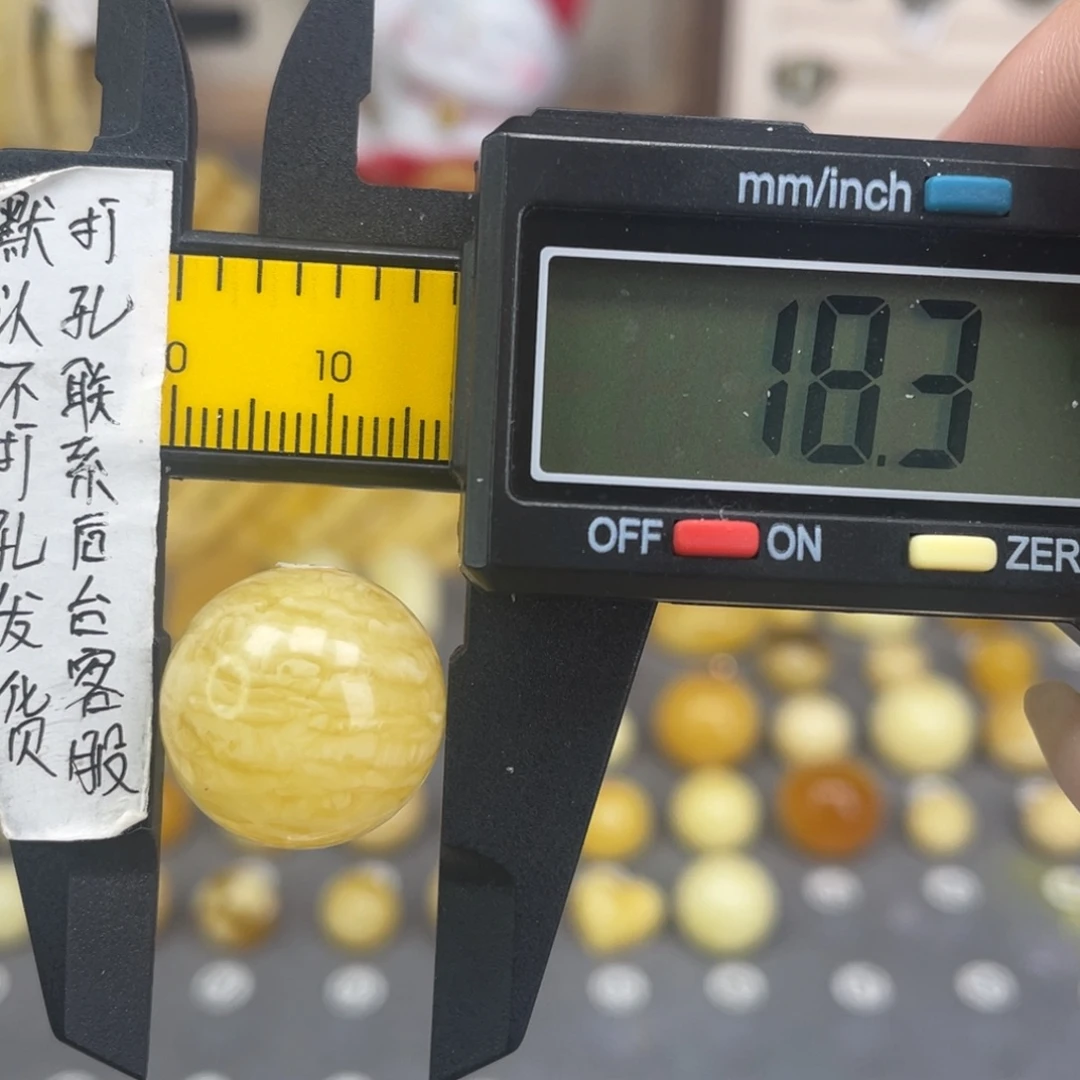 打孔联系后台客服
默认不打孔发货
mm/inch
18.3
0 10
OFF ON
ZER